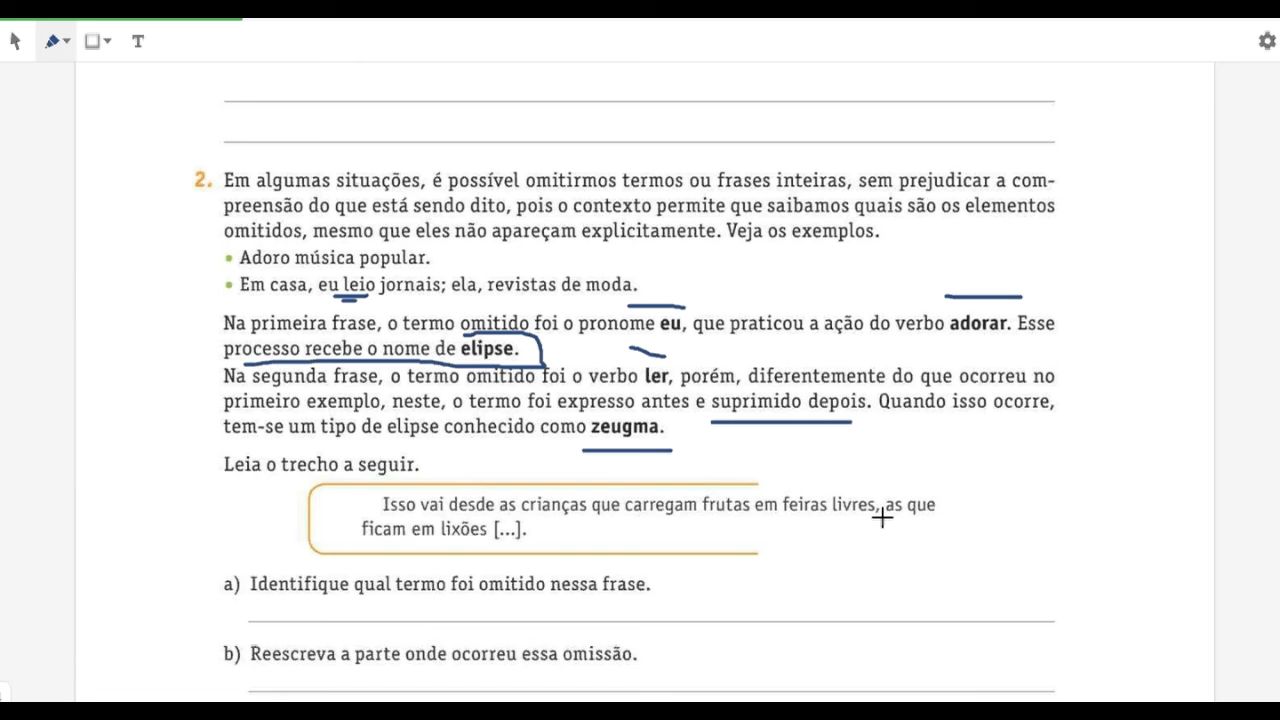 T
2. Em algumas situações, é possível omitirmos termos ou frases inteiras, sem prejudicar a com-
preensão do que está sendo dito, pois o contexto permite que saibamos quais são os elementos
omitidos, mesmo que eles não apareçam explicitamente. Veja os exemplos.
• Adoro música popular.
• Em casa, eu leio jornais; ela, revistas de moda.
Na primeira frase, o termo omitido foi o pronome eu, que praticou a ação do verbo adorar. Esse
processo recebe o nome de elipse.
Na segunda frase, o termo omitido foi o verbo ler, porém, diferentemente do que ocorreu no
primeiro exemplo, neste, o termo foi expresso antes e suprimido depois. Quando isso ocorre,
tem-se um tipo de elipse conhecido como zeugma.
Leia o trecho a seguir.
Isso vai desde as crianças que carregam frutas em feiras livres, as que
ficam em lixões [...].
a) Identifique qual termo foi omitido nessa frase.
b) Reescreva a parte onde ocorreu essa omissão.